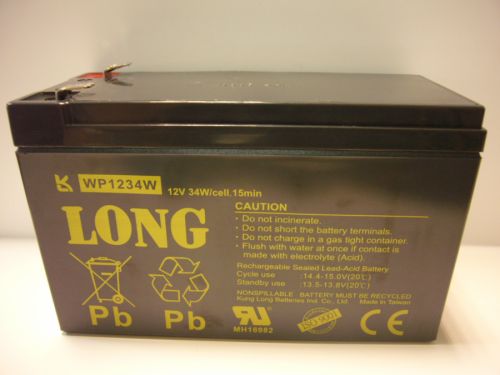 WP1234W
12V 34W/cell.15min
LONG
CAUTION
• Do not incinerate.
• Do not short the battery terminals.
• Do not charge in a gas tight container.
• Flush with water at once if contact is
made with electrolyte (Acid).
Rechargeable Sealed Lead-Acid Battery
Cycle use : 14.4-15.0V(20℃)
Standby use : 13.5-13.8V(20℃)
NONSPILLABLE BATTERY MUST BE RECYCLED
Kung Long Batteries Ind. Co., Ltd. Made in Taiwan
Pb
Pb
MH16982
ISO 9001
CE